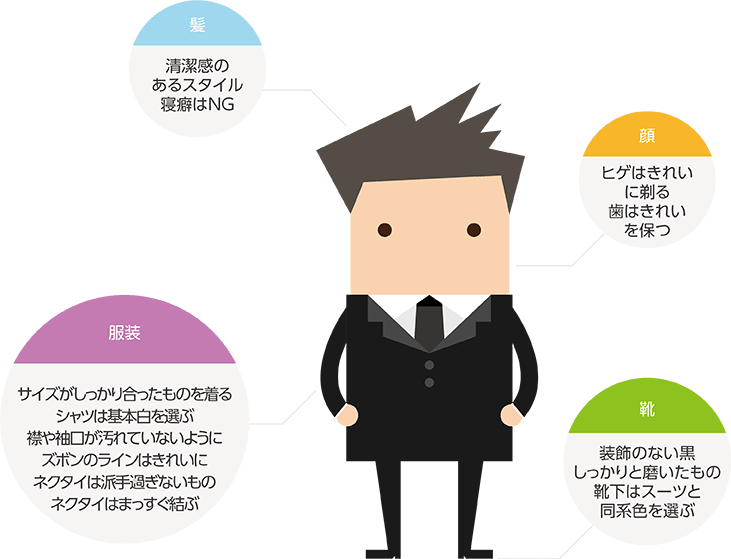 髪
清潔感の
あるスタイル
寝癖はNG
顔
ヒゲはきれい
に剃る
歯はきれい
を保つ
服装
サイズがしっかり合ったものを着る
シャツは基本白を選ぶ
襟や袖口が汚れていないように
ズボンのラインはきれいに
ネクタイは派手過ぎないもの
ネクタイはまっすぐ結ぶ
靴
装飾のない黒
しっかりと磨いたもの
靴下はスーツと
同系色を選ぶ